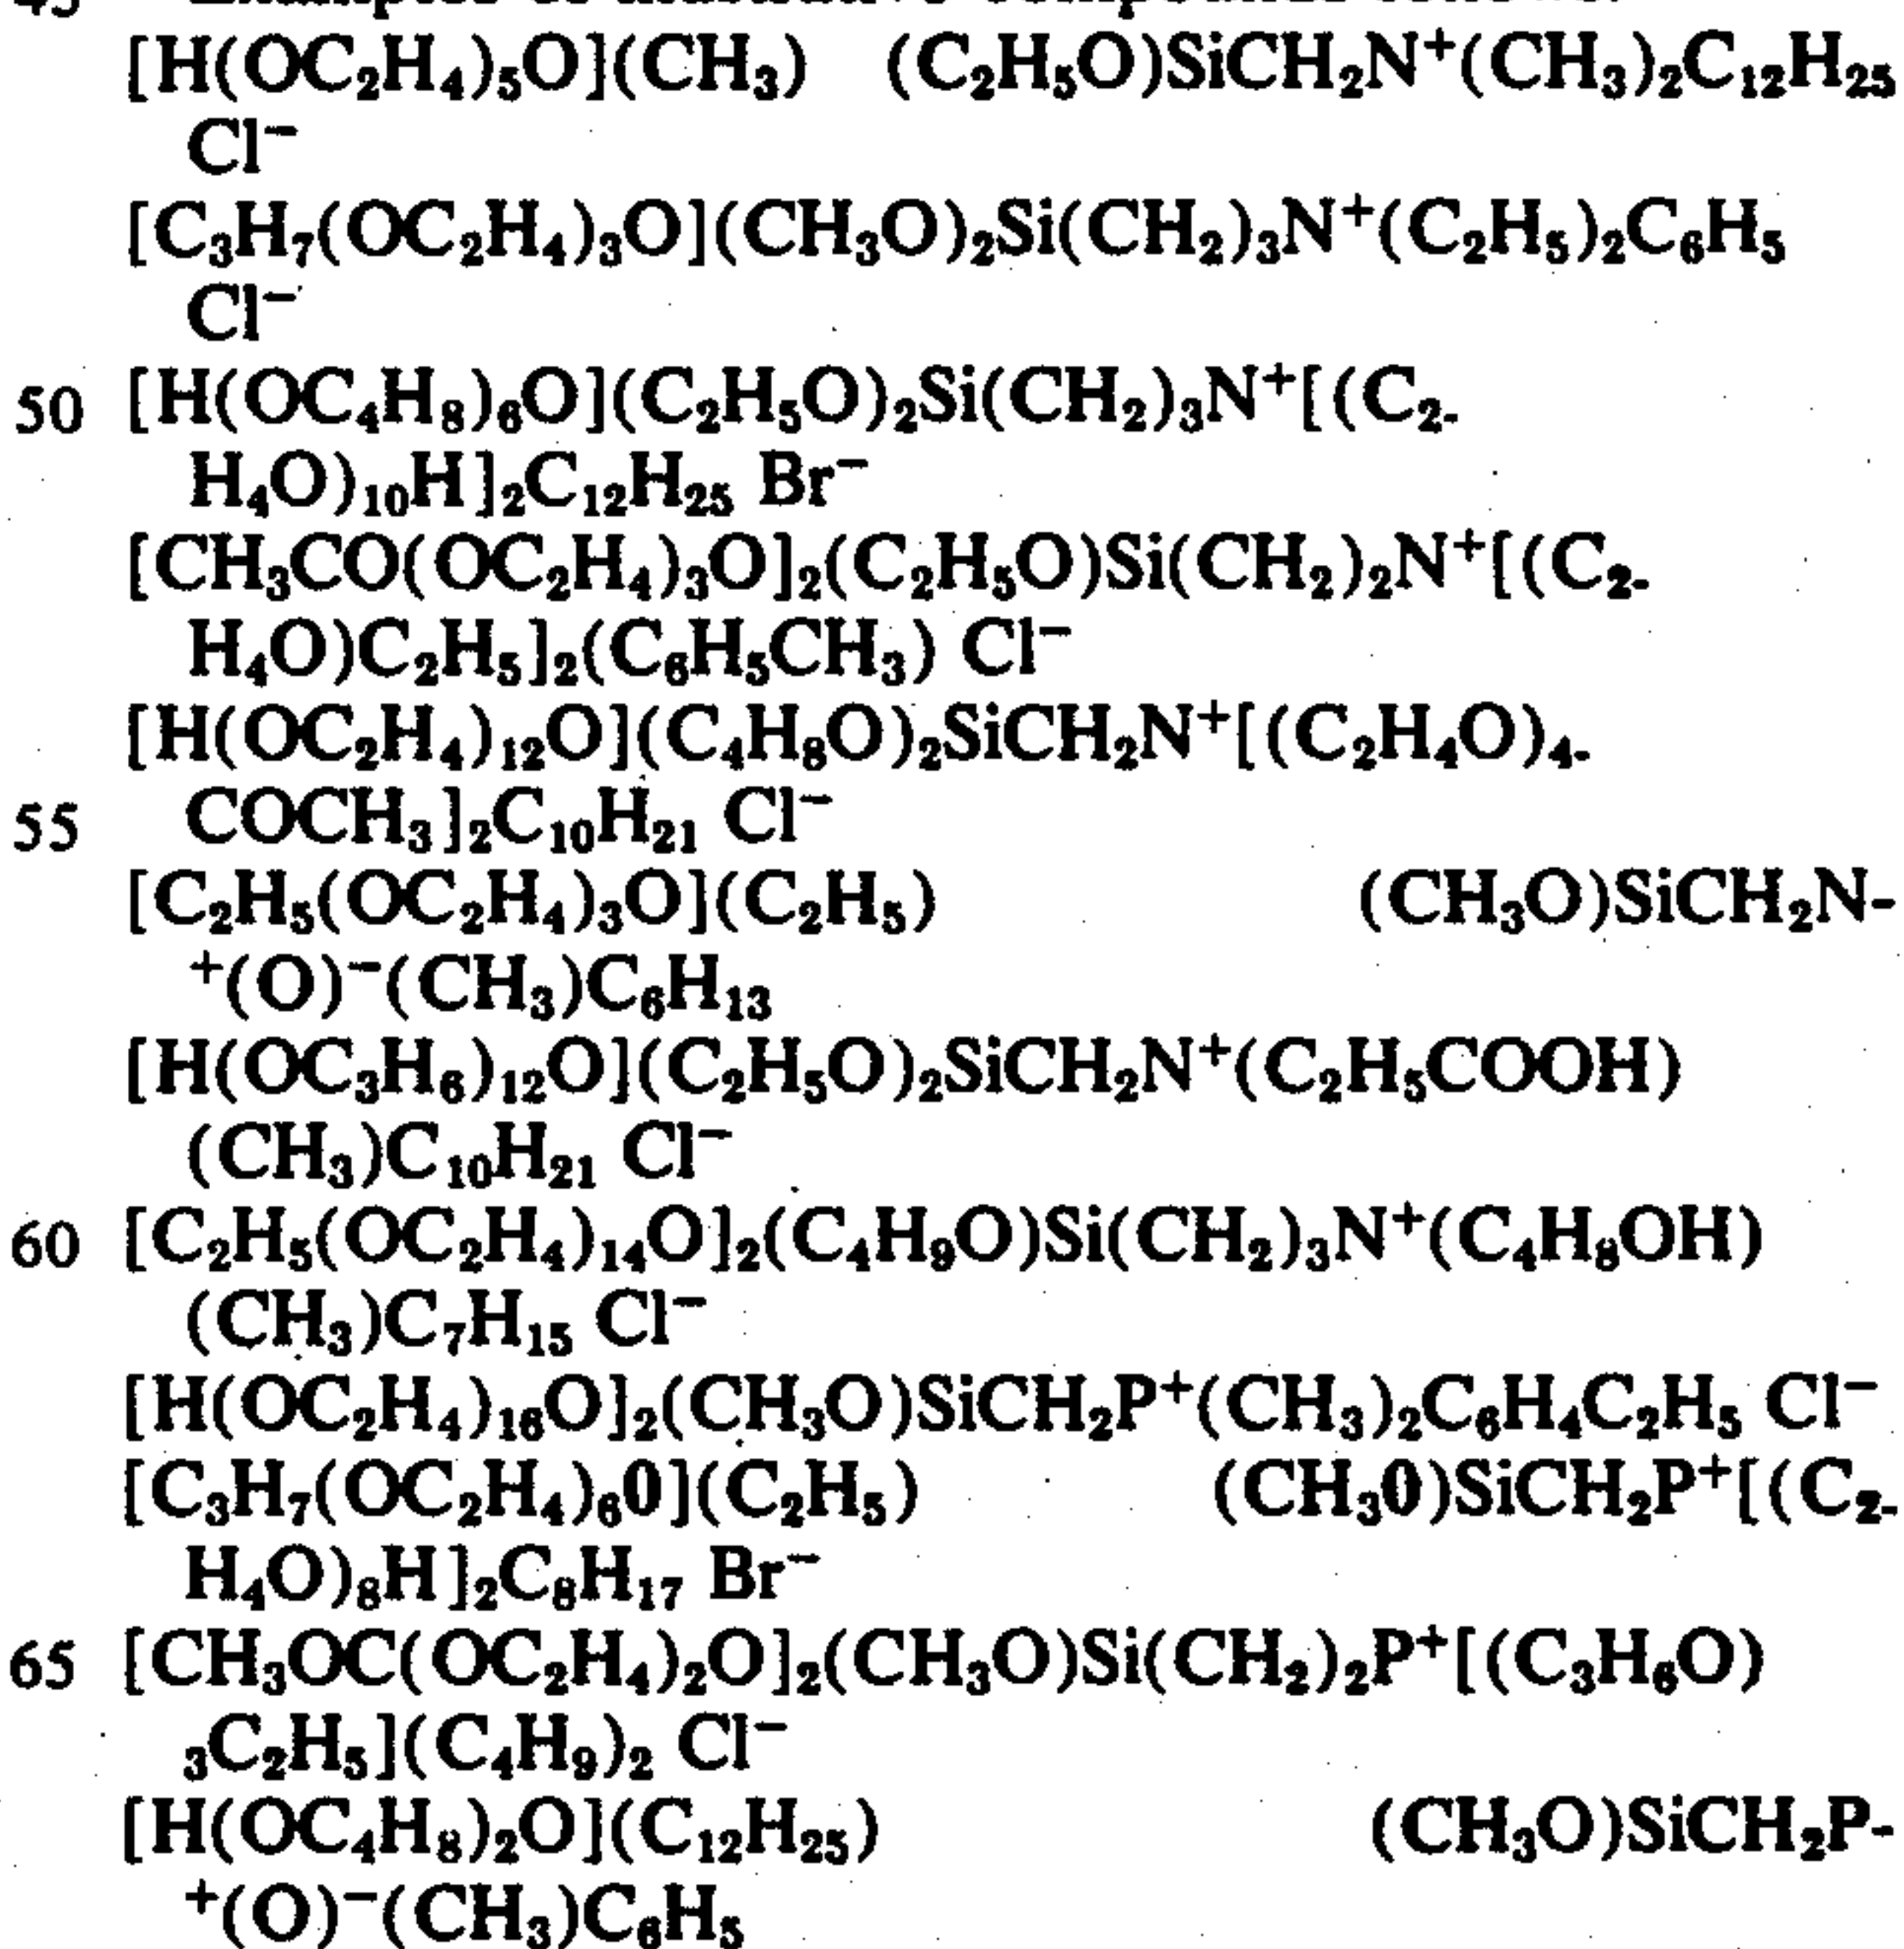 45 Examples of illustrative compounds follow:
[H(OC₂H₄)₅O](CH₃) (C₂H₅O)SiCH₂N⁺(CH₃)₂C₁₂H₂₅
Cl⁻
[C₃H₇(OC₂H₄)₃O](CH₃O)₂Si(CH₂)₃N⁺(C₂H₅)₂C₆H₅
Cl⁻
50 [H(OC₄H₈)₆O](C₂H₅O)₂Si(CH₂)₃N⁺[(C₂-
H₄O)₁₀H]₂C₁₂H₂₅ Br⁻
[CH₃CO(OC₂H₄)₃O]₂(C₂H₅O)Si(CH₂)₂N⁺[(C₂-
H₄O)C₂H₅]₂(C₆H₅CH₃) Cl⁻
[H(OC₂H₄)₁₂O](C₄H₈O)₂SiCH₂N⁺[(C₂H₄O)₄-
55 COCH₃]₂C₁₀H₂₁ Cl⁻
[C₂H₅(OC₂H₄)₃O](C₂H₅) (CH₃O)SiCH₂N-
⁺(O)⁻(CH₃)C₆H₁₃
[H(OC₃H₆)₁₂O](C₂H₅O)₂SiCH₂N⁺(C₂H₅COOH)
(CH₃)C₁₀H₂₁ Cl⁻
60 [C₂H₅(OC₂H₄)₁₄O]₂(C₄H₉O)Si(CH₂)₃N⁺(C₄H₈OH)
(CH₃)C₇H₁₅ Cl⁻
[H(OC₂H₄)₁₆O]₂(CH₃O)SiCH₂P⁺(CH₃)₂C₆H₄C₂H₅ Cl⁻
[C₃H₇(OC₂H₄)₆0](C₂H₅) (CH₃0)SiCH₂P⁺[(C₂-
H₄O)₈H]₂C₈H₁₇ Br⁻
65 [CH₃OC(OC₂H₄)₂O]₂(CH₃O)Si(CH₂)₂P⁺[(C₃H₆O)
₃C₂H₅](C₄H₉)₂ Cl⁻
[H(OC₄H₈)₂O](C₁₂H₂₅) (CH₃O)SiCH₂P-
⁺(O)⁻(CH₃)C₆H₅